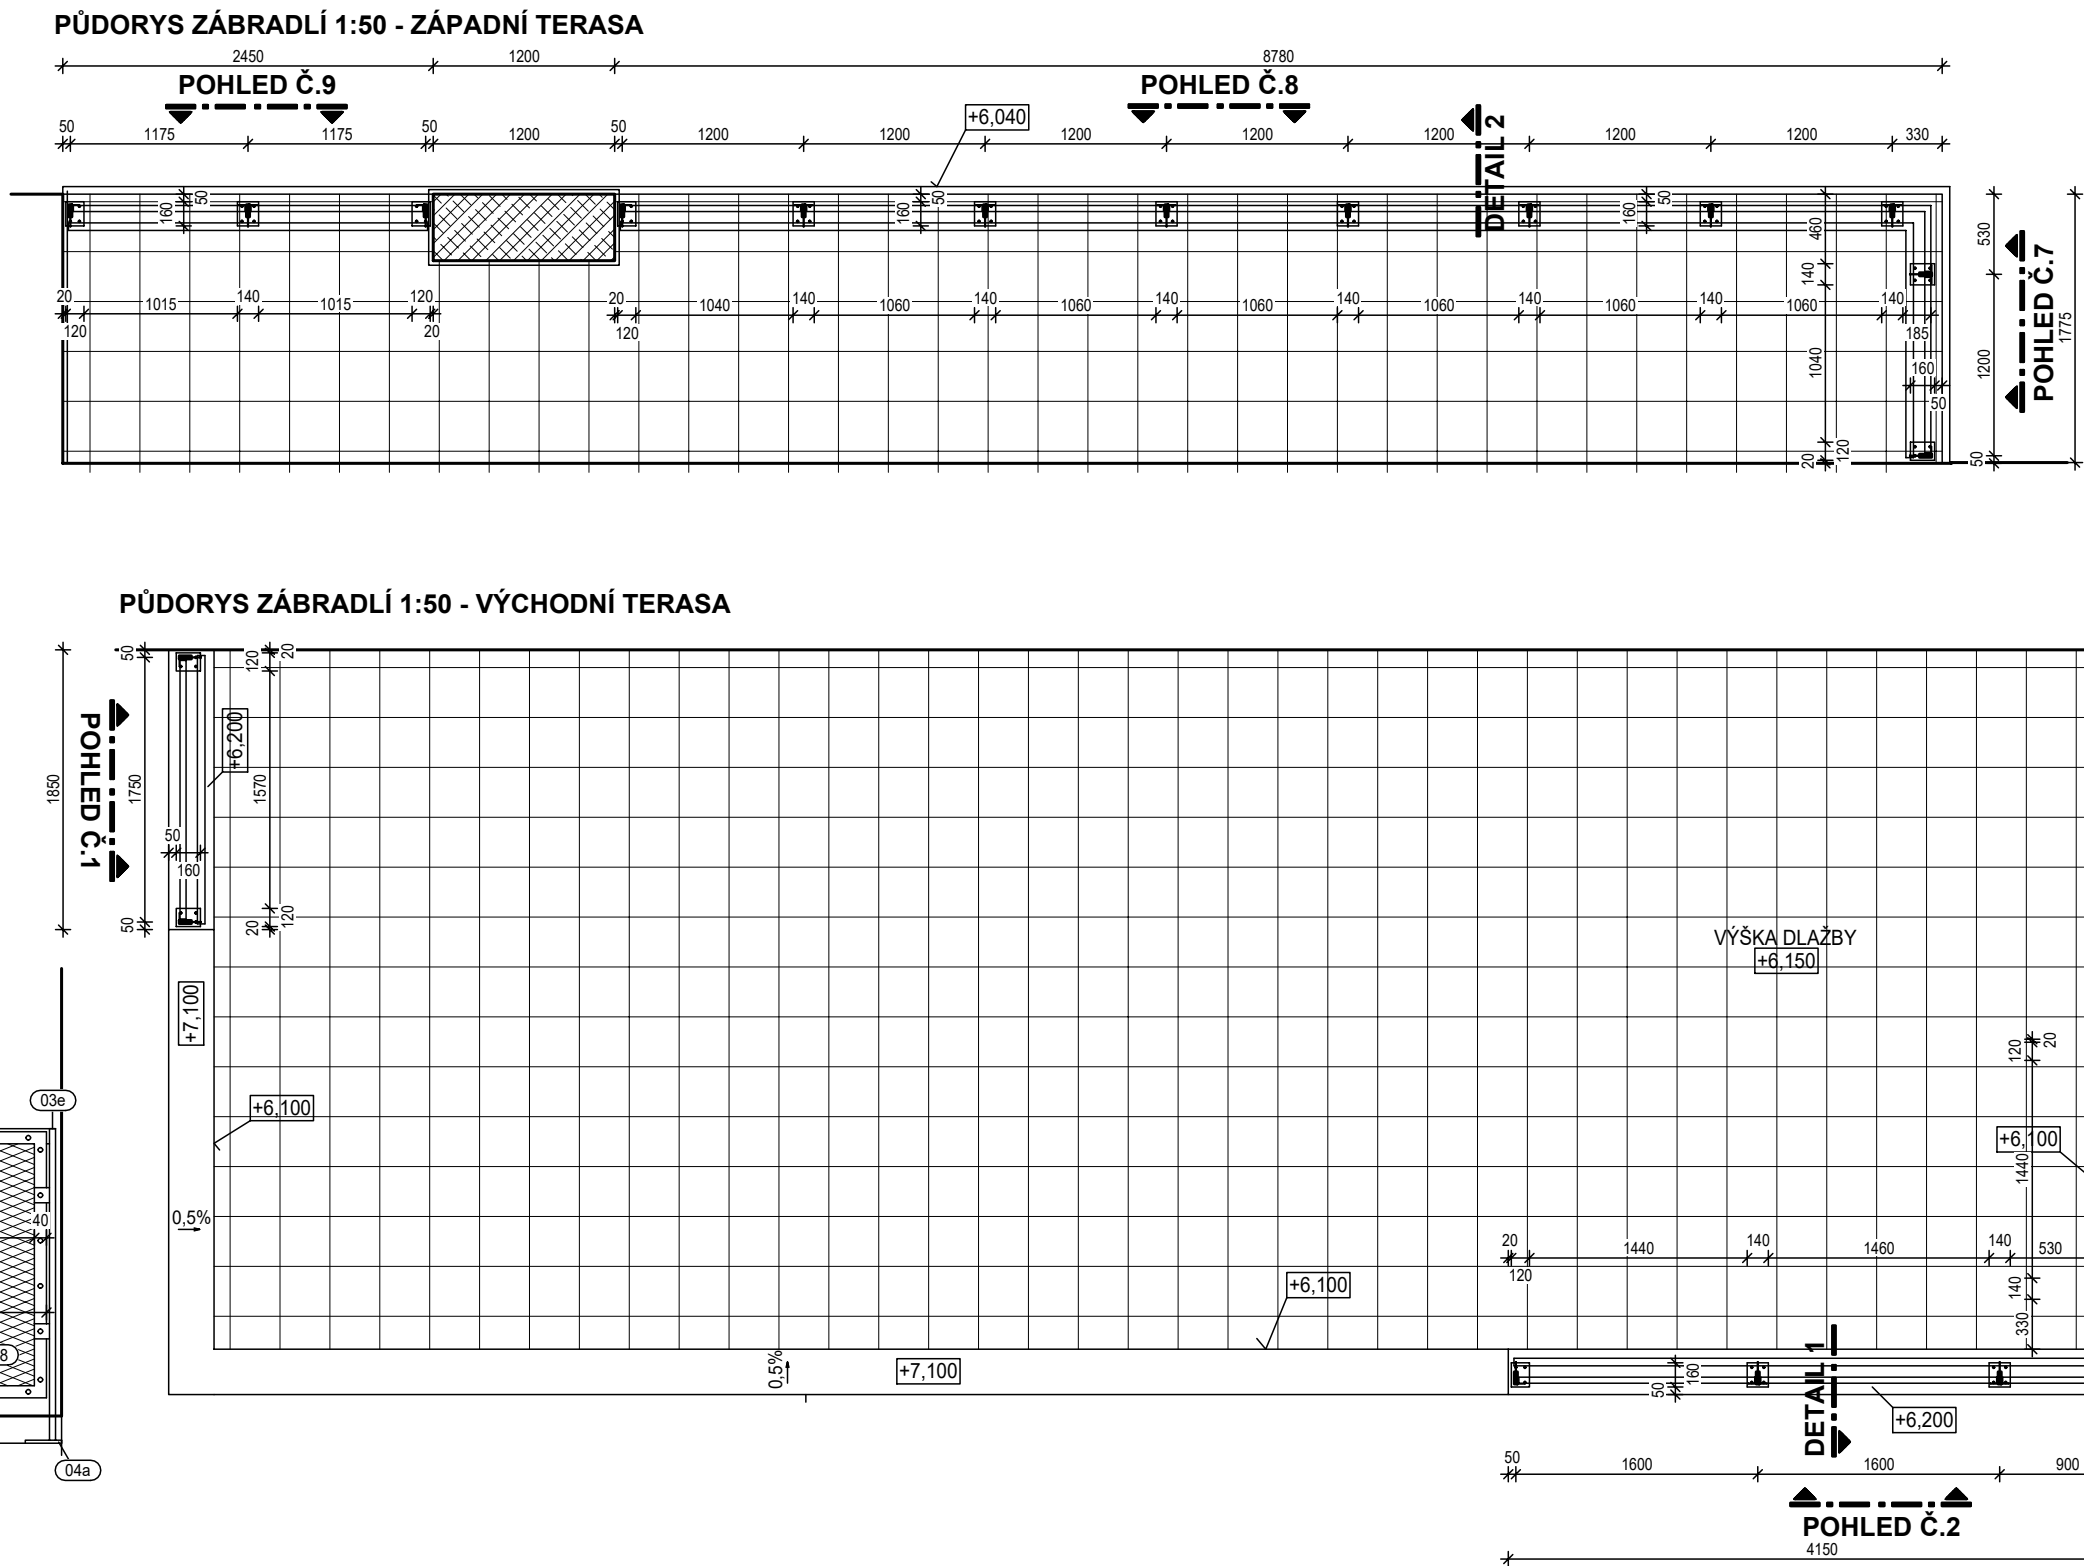 PŮDORYS ZÁBRADLÍ 1:50 - ZÁPADNÍ TERASA
2450 1200 8780
POHLED Č.9 POHLED Č.8
+6,040
DETAIL 2
50 1175 1175 50 1200 50 1200 1200 1200 1200 1200 1200 1200 330
160 50 160 50 160 50
460 530
140
POHLED Č.7
1775
20 1015 140 1015 120 20 1040 140 1060 140 1060 140 1060 140 1060 140 1060 140 1060 140
120 20 120 185
1040 160 1200
50
20 120 50
PŮDORYS ZÁBRADLÍ 1:50 - VÝCHODNÍ TERASA
50 120 20
POHLED Č.1
+6,200
1850 1750 1570
50
160
50 20 120
VÝŠKA DLAŽBY
+6,150
+7,100
120 20
03e
+6,100
+6,100
1440
40
0,5%
20 1440 140 1460 140 530
120
+6,100
140
330
8
0,5%
+7,100
50 160
DETAIL 1
+6,200
04a
50 1600 1600 900
POHLED Č.2
4150